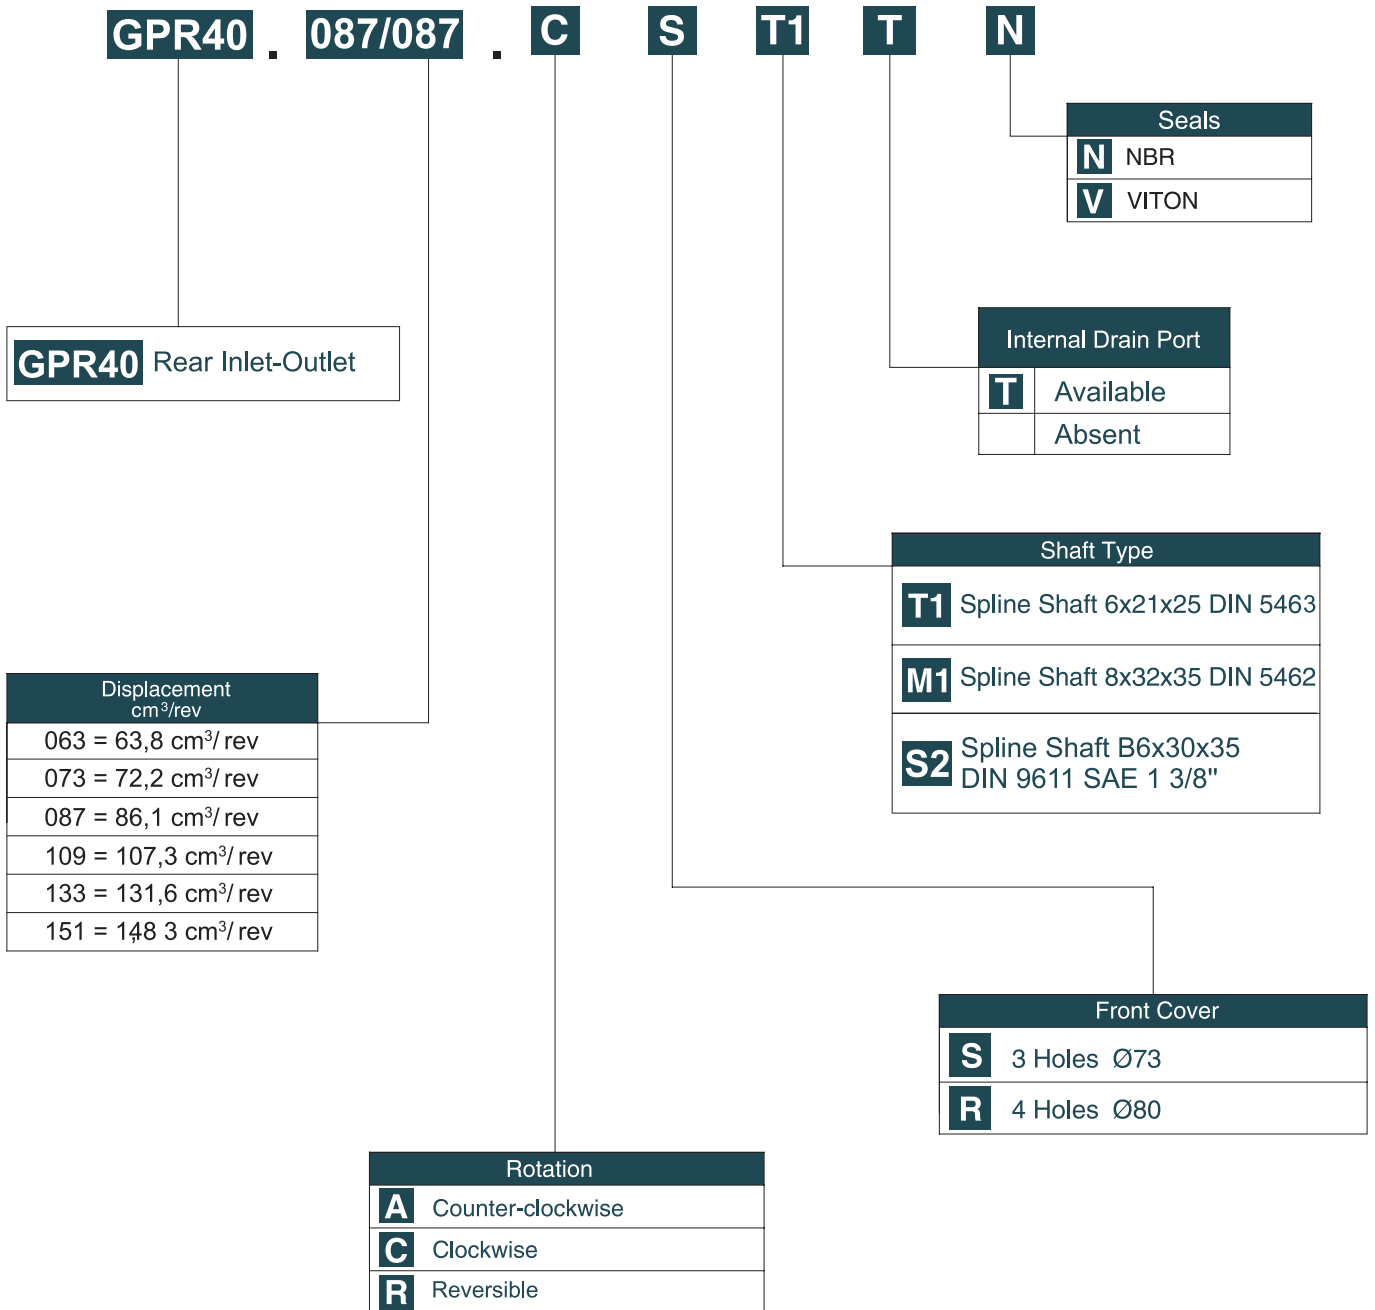 GPR40 . 087/087 . C S T1 T N
Seals
N NBR
V VITON
Internal Drain Port
T Available
Absent
GPR40 Rear Inlet-Outlet
Shaft Type
T1 Spline Shaft 6x21x25 DIN 5463
M1 Spline Shaft 8x32x35 DIN 5462
S2 Spline Shaft B6x30x35
DIN 9611 SAE 1 3/8"
Displacement
cm³/rev
063 = 63,8 cm³/ rev
073 = 72,2 cm³/ rev
087 = 86,1 cm³/ rev
109 = 107,3 cm³/ rev
133 = 131,6 cm³/ rev
151 = 148,3 cm³/ rev
Front Cover
S 3 Holes Ø73
R 4 Holes Ø80
Rotation
A Counter-clockwise
C Clockwise
R Reversible